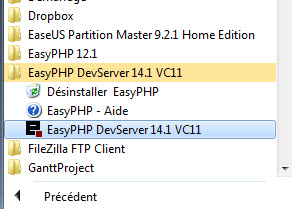 Dropbox
EaseUS Partition Master 9.2.1 Home Edition
EasyPHP 12.1
EasyPHP DevServer 14.1 VC11
Désinstaller EasyPHP
EasyPHP - Aide
EasyPHP DevServer 14.1 VC11
FileZilla FTP Client
GanttProject
Précédent